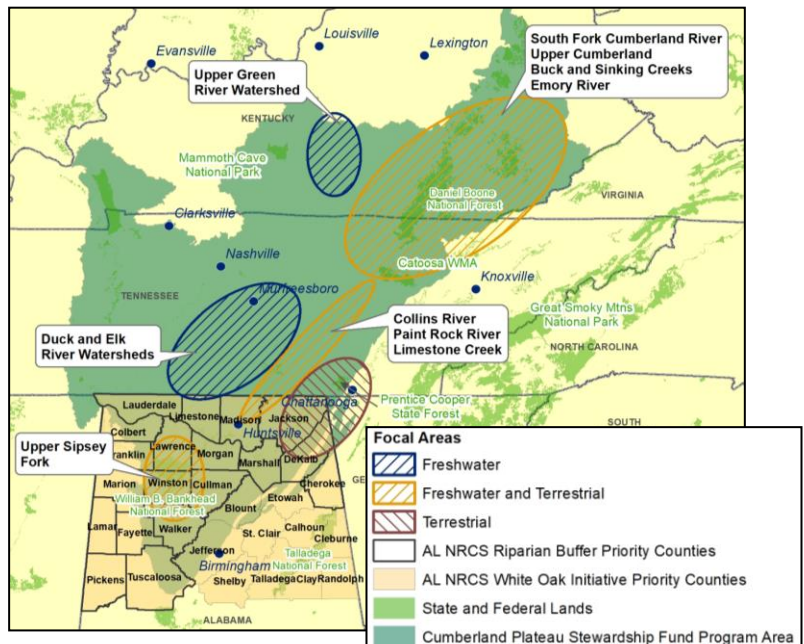 Louisville
Lexington
Evansville
South Fork Cumberland River
Upper Cumberland
Buck and Sinking Creeks
Emory River
Upper Green
River Watershed
KENTUCKY
Mammoth Cave
National Park
Daniel Boone
National Forest
VIRGINIA
Clarksville
Nashville
Catoosa WMA
Knoxville
TENNESSEE
Murfreesboro
Great Smoky Mtns
National Park
Collins River
Paint Rock River
Limestone Creek
Duck and Elk
River Watersheds
NORTH CAROLINA
Chattanooga
Prentice Cooper
State Forest
SOUTH
Lauderdale
Limestone
Madison
Jackson
Colbert
Huntsville
Upper Sipsey
Fork
Franklin
Lawrence
Morgan
Marshall
DeKalb
Marion
Winston
Cullman
Cherokee
GE
William B. Bankhead
National Forest
Etowah
Blount
Lamar
Fayette
Walker
St. Clair
Calhoun
Cleburne
Jefferson
Talladega
National Forest
Birmingham
Pickens
Tuscaloosa
Shelby
Talladega
Clay
Randolph
ALABAMA
Focal Areas
Freshwater
Freshwater and Terrestrial
Terrestrial
AL NRCS Riparian Buffer Priority Counties
AL NRCS White Oak Initiative Priority Counties
State and Federal Lands
Cumberland Plateau Stewardship Fund Program Area